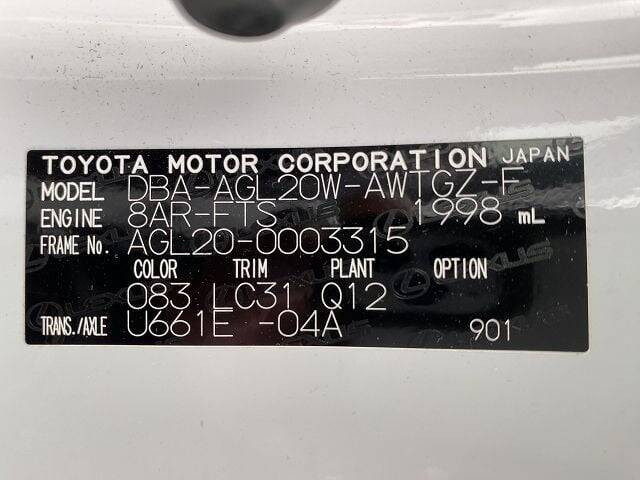 TOYOTA MOTOR CORPORATION JAPAN
MODEL DBA-AGL20W-AWTGZ-F
ENGINE 8AR-FTS 1998 mL
FRAME No. AGL20-0003315
COLOR TRIM PLANT OPTION
083 LC31 Q12
TRANS./AXLE U661E -04A 901
LEXUS